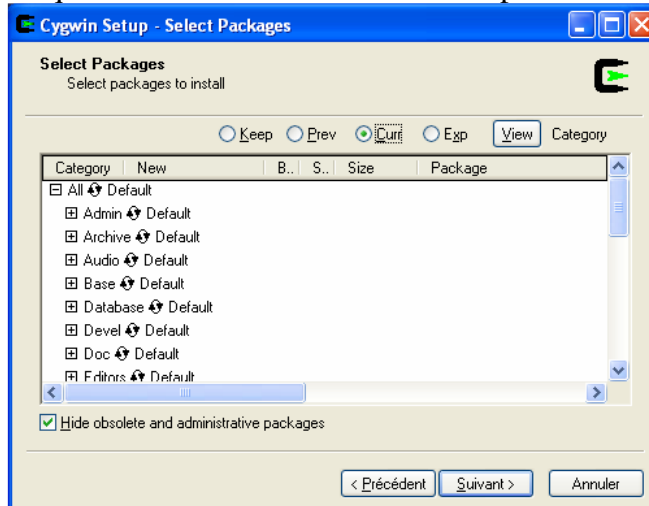 Cygwin Setup - Select Packages
Select Packages
Select packages to install
Keep Prev Curr Exp View Category
Category New B.. S.. Size Package
All Default
Admin Default
Archive Default
Audio Default
Base Default
Database Default
Devel Default
Doc Default
Editors Default
Hide obsolete and administrative packages
< Précédent Suivant > Annuler